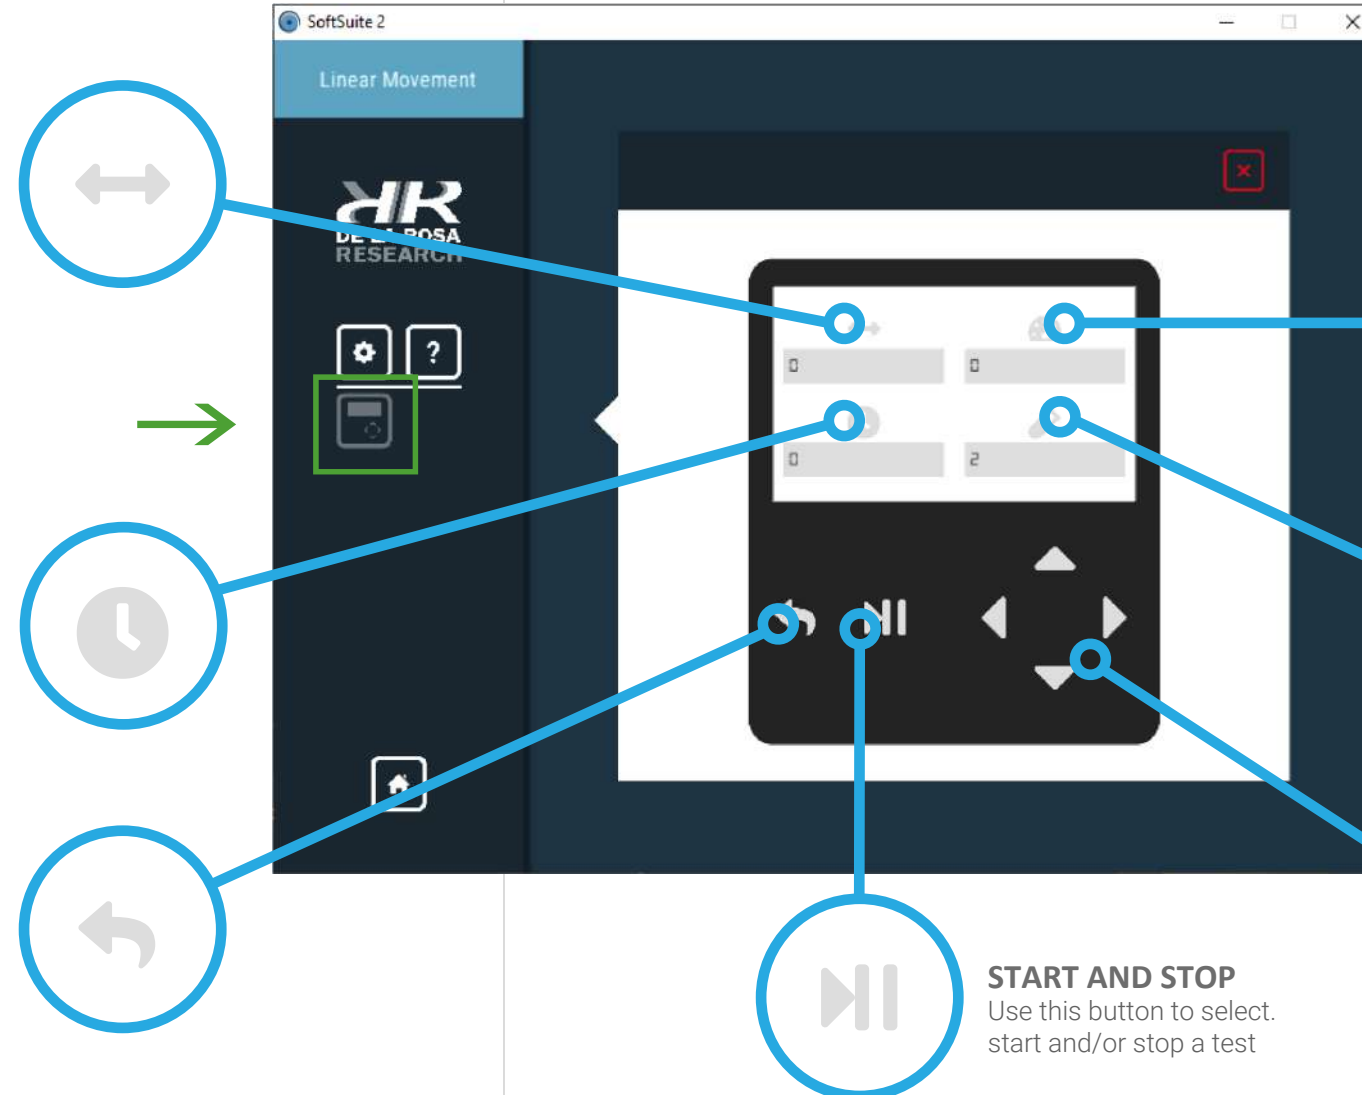 SoftSuite 2
Linear Movement
DE LA ROSA
RESEARCH
?
0
0
0
2
START AND STOP
Use this button to select.
start and/or stop a test